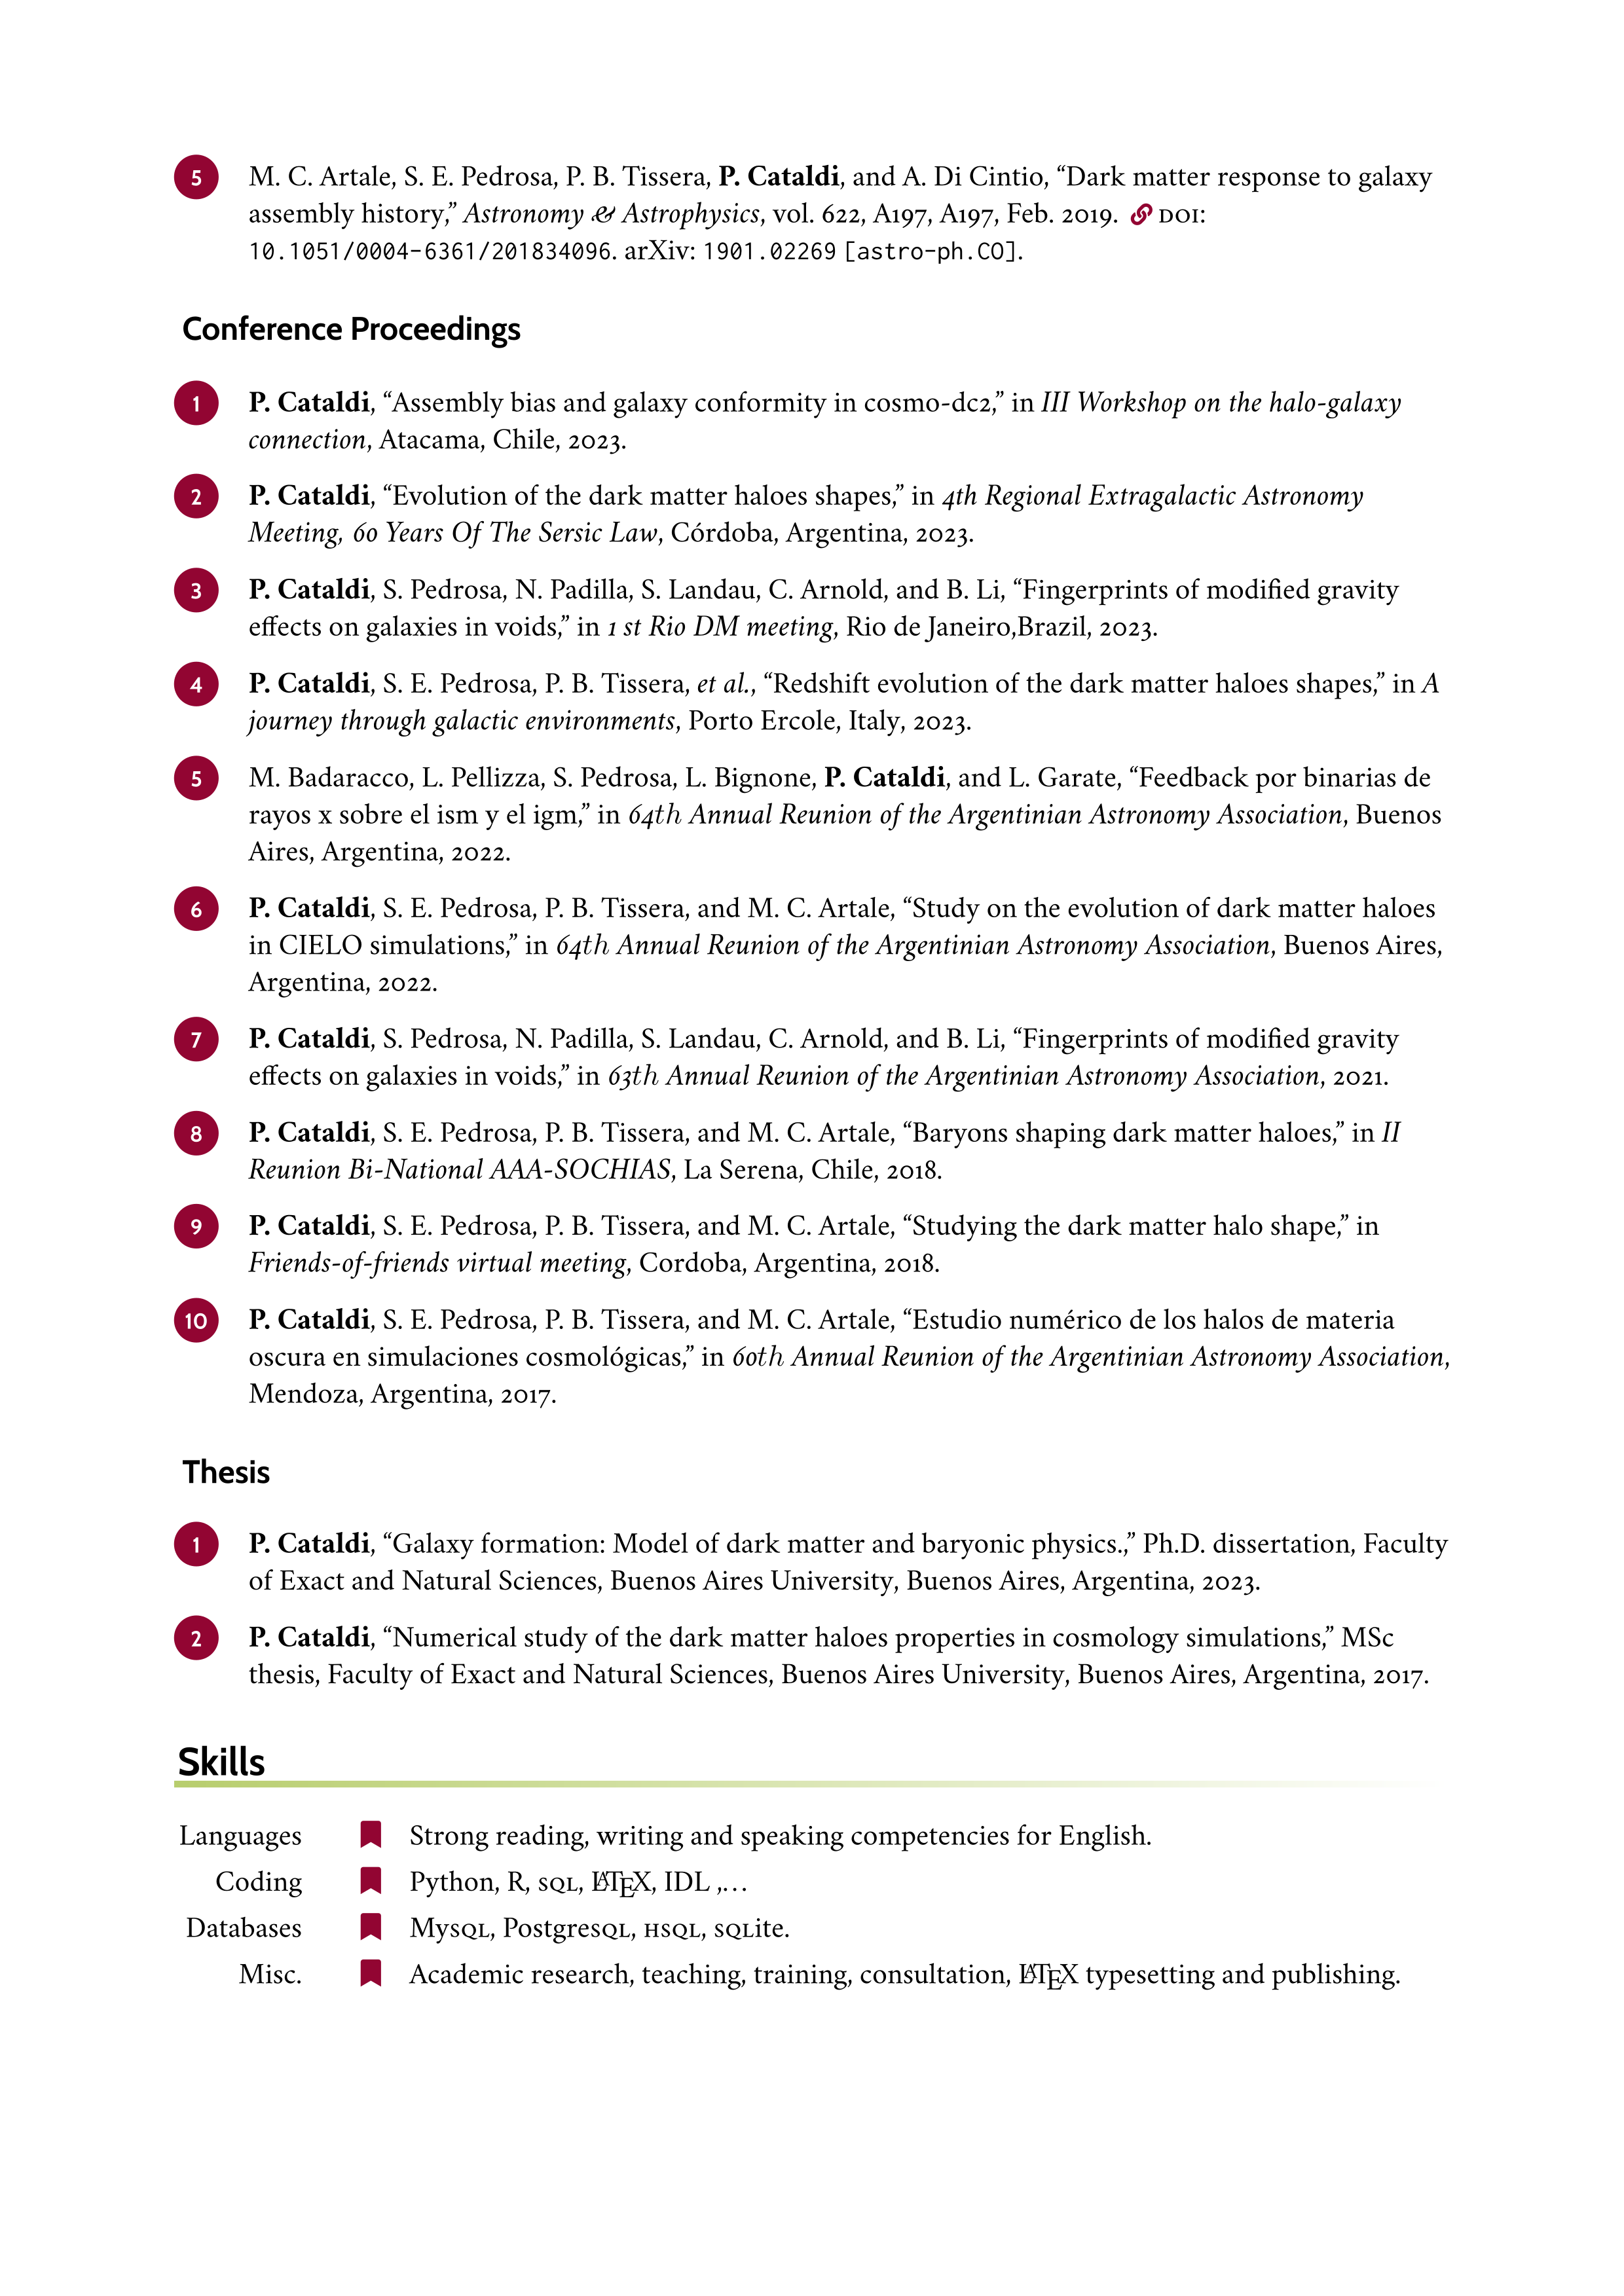 5 M. C. Artale, S. E. Pedrosa, P. B. Tissera, P. Cataldi, and A. Di Cintio, “Dark matter response to galaxy
assembly history,” Astronomy & Astrophysics, vol. 622, A197, A197, Feb. 2019. DOI:
10.1051/0004-6361/201834096. arXiv: 1901.02269 [astro-ph.CO].
Conference Proceedings
1 P. Cataldi, “Assembly bias and galaxy conformity in cosmo-dc2,” in III Workshop on the halo-galaxy
connection, Atacama, Chile, 2023.
2 P. Cataldi, “Evolution of the dark matter haloes shapes,” in 4th Regional Extragalactic Astronomy
Meeting, 60 Years Of The Sersic Law, Córdoba, Argentina, 2023.
3 P. Cataldi, S. Pedrosa, N. Padilla, S. Landau, C. Arnold, and B. Li, “Fingerprints of modified gravity
effects on galaxies in voids,” in 1 st Rio DM meeting, Rio de Janeiro,Brazil, 2023.
4 P. Cataldi, S. E. Pedrosa, P. B. Tissera, et al., “Redshift evolution of the dark matter haloes shapes,” in A
journey through galactic environments, Porto Ercole, Italy, 2023.
5 M. Badaracco, L. Pellizza, S. Pedrosa, L. Bignone, P. Cataldi, and L. Garate, “Feedback por binarias de
rayos x sobre el ism y el igm,” in 64th Annual Reunion of the Argentinian Astronomy Association, Buenos
Aires, Argentina, 2022.
6 P. Cataldi, S. E. Pedrosa, P. B. Tissera, and M. C. Artale, “Study on the evolution of dark matter haloes
in CIELO simulations,” in 64th Annual Reunion of the Argentinian Astronomy Association, Buenos Aires,
Argentina, 2022.
7 P. Cataldi, S. Pedrosa, N. Padilla, S. Landau, C. Arnold, and B. Li, “Fingerprints of modified gravity
effects on galaxies in voids,” in 63th Annual Reunion of the Argentinian Astronomy Association, 2021.
8 P. Cataldi, S. E. Pedrosa, P. B. Tissera, and M. C. Artale, “Baryons shaping dark matter haloes,” in II
Reunion Bi-National AAA-SOCHIAS, La Serena, Chile, 2018.
9 P. Cataldi, S. E. Pedrosa, P. B. Tissera, and M. C. Artale, “Studying the dark matter halo shape,” in
Friends-of-friends virtual meeting, Cordoba, Argentina, 2018.
10 P. Cataldi, S. E. Pedrosa, P. B. Tissera, and M. C. Artale, “Estudio numérico de los halos de materia
oscura en simulaciones cosmológicas,” in 60th Annual Reunion of the Argentinian Astronomy Association,
Mendoza, Argentina, 2017.
Thesis
1 P. Cataldi, “Galaxy formation: Model of dark matter and baryonic physics.,” Ph.D. dissertation, Faculty
of Exact and Natural Sciences, Buenos Aires University, Buenos Aires, Argentina, 2023.
2 P. Cataldi, “Numerical study of the dark matter haloes properties in cosmology simulations,” MSc
thesis, Faculty of Exact and Natural Sciences, Buenos Aires University, Buenos Aires, Argentina, 2017.
Skills
Languages Strong reading, writing and speaking competencies for English.
Coding Python, R, SQL, LATEX, IDL ,…
Databases MySQL, PostgreSQL, HSQL, SQLite.
Misc. Academic research, teaching, training, consultation, LATEX typesetting and publishing.